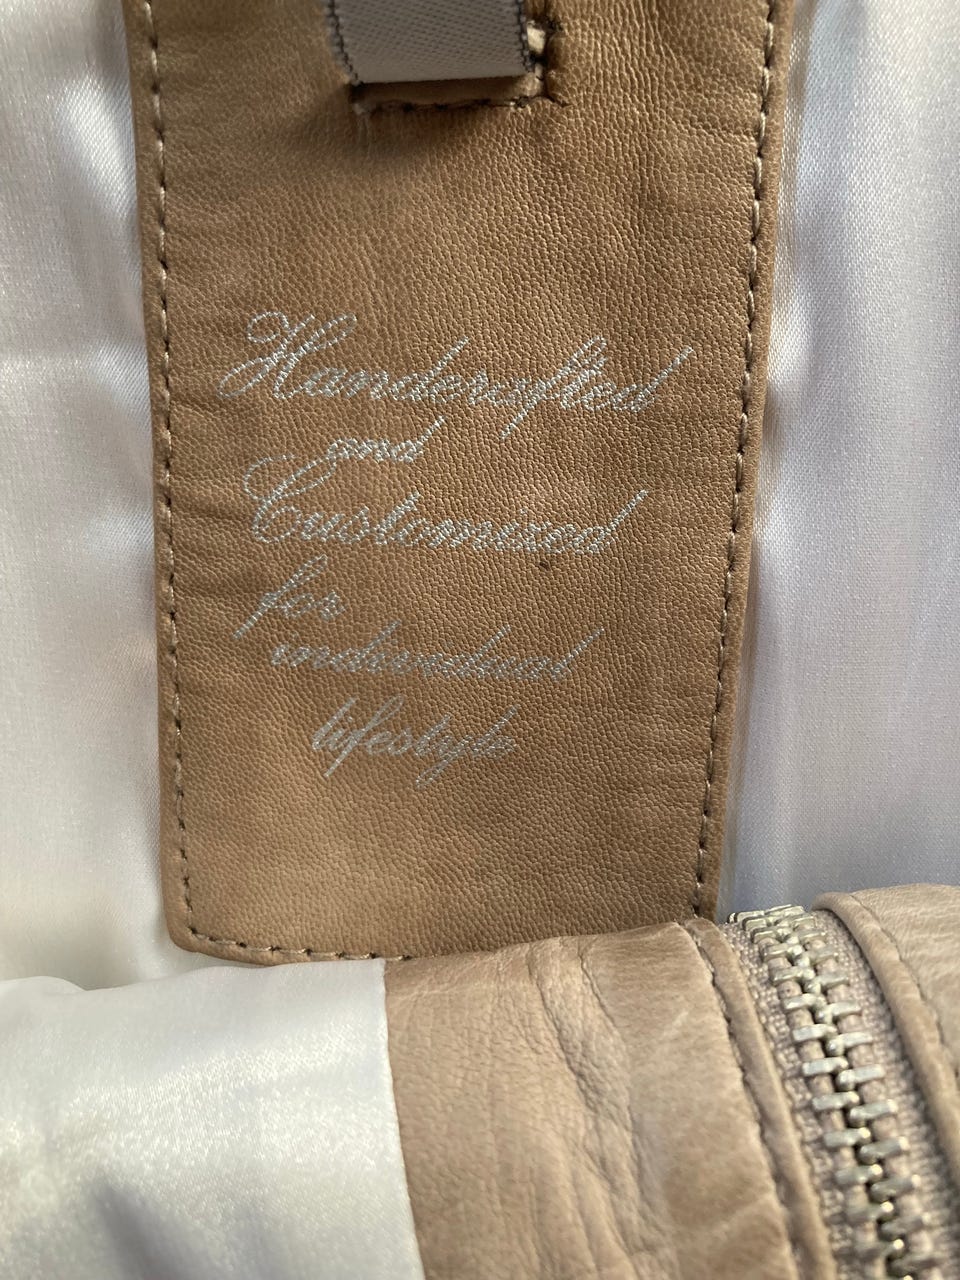 Handcrafted
and
Customized
for
individual
lifestyle